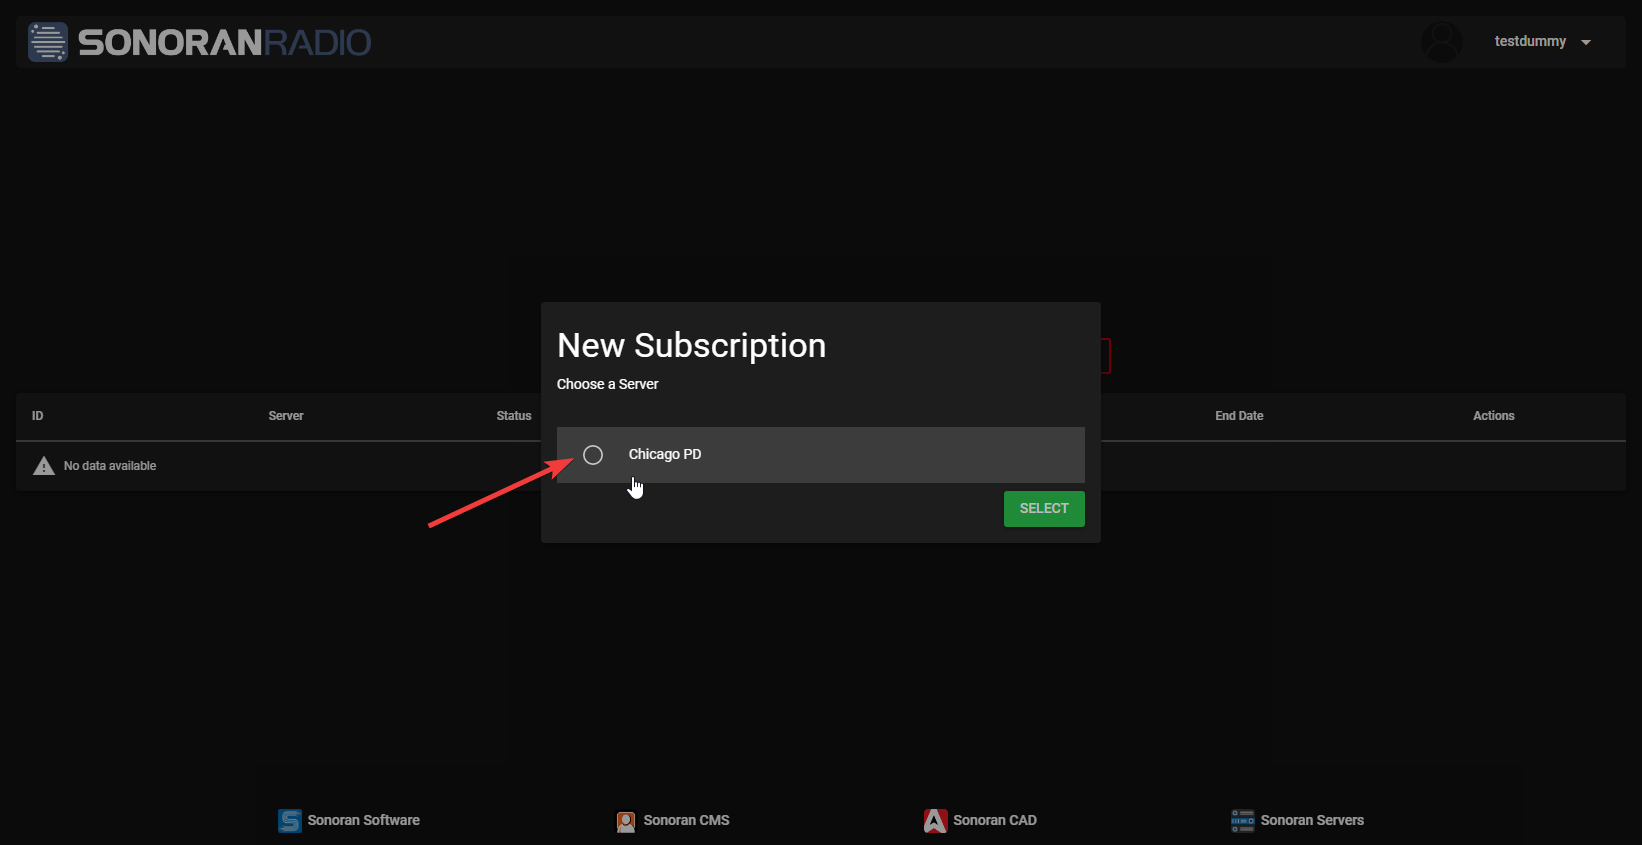 SONORANRADIO
testdummy
New Subscription
Choose a Server
ID Server Status End Date Actions
Chicago PD
No data available
SELECT
Sonoran Software Sonoran CMS Sonoran CAD Sonoran Servers